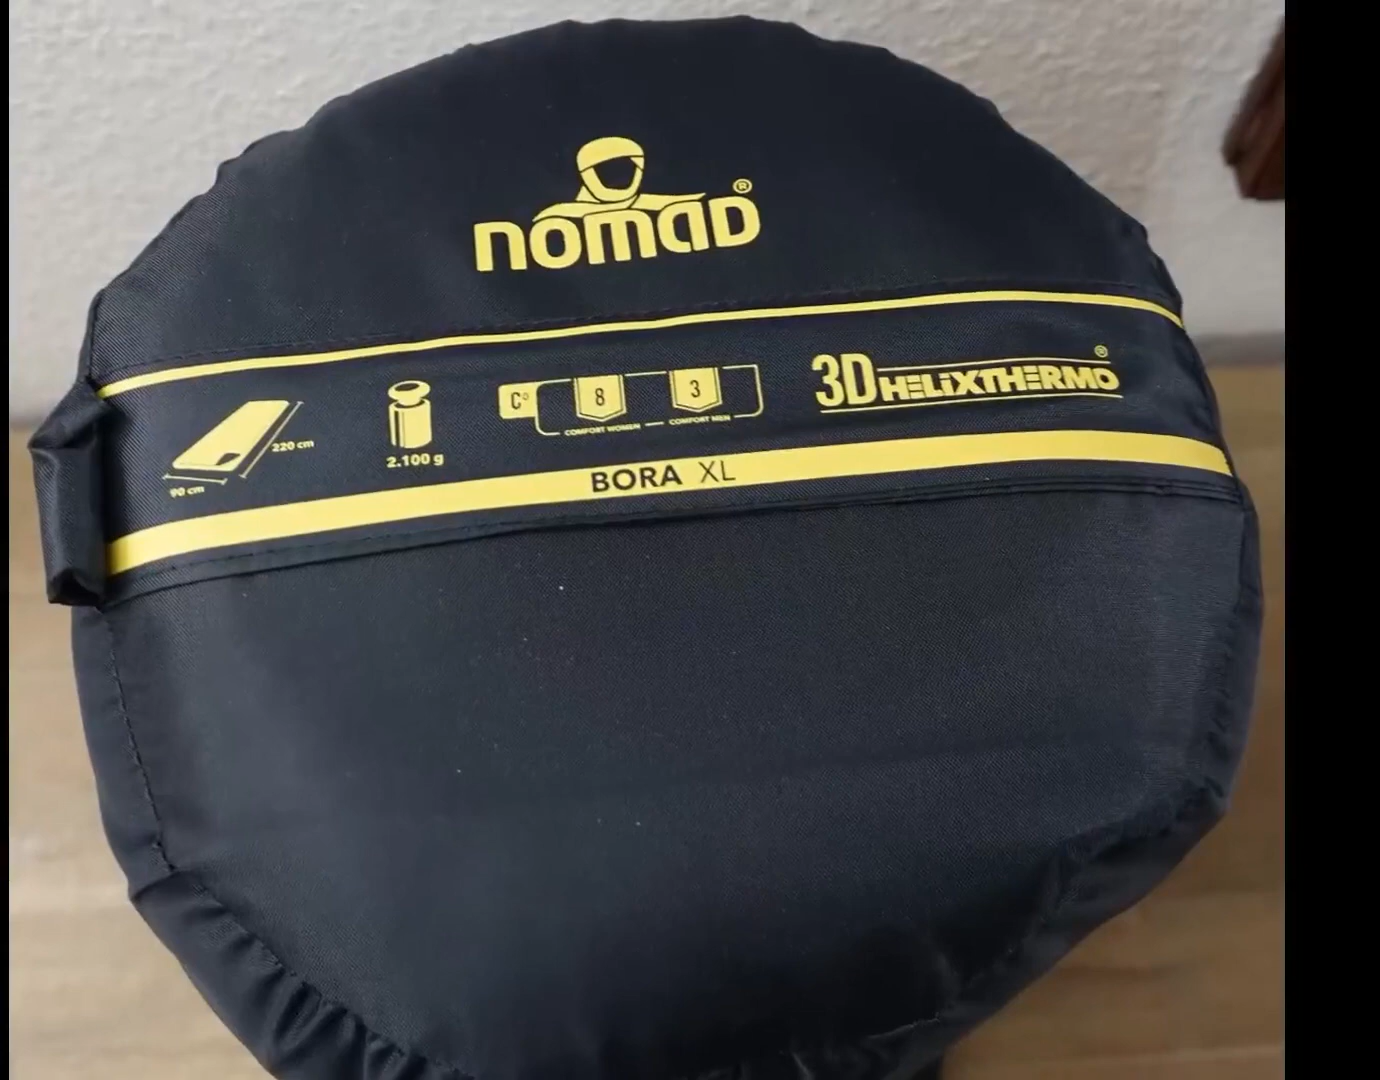 nomad®
220 cm
90 cm
2.100 g
C° 8 3
COMFORT WOMEN COMFORT MEN
3D HELIXTHERMO®
BORA XL